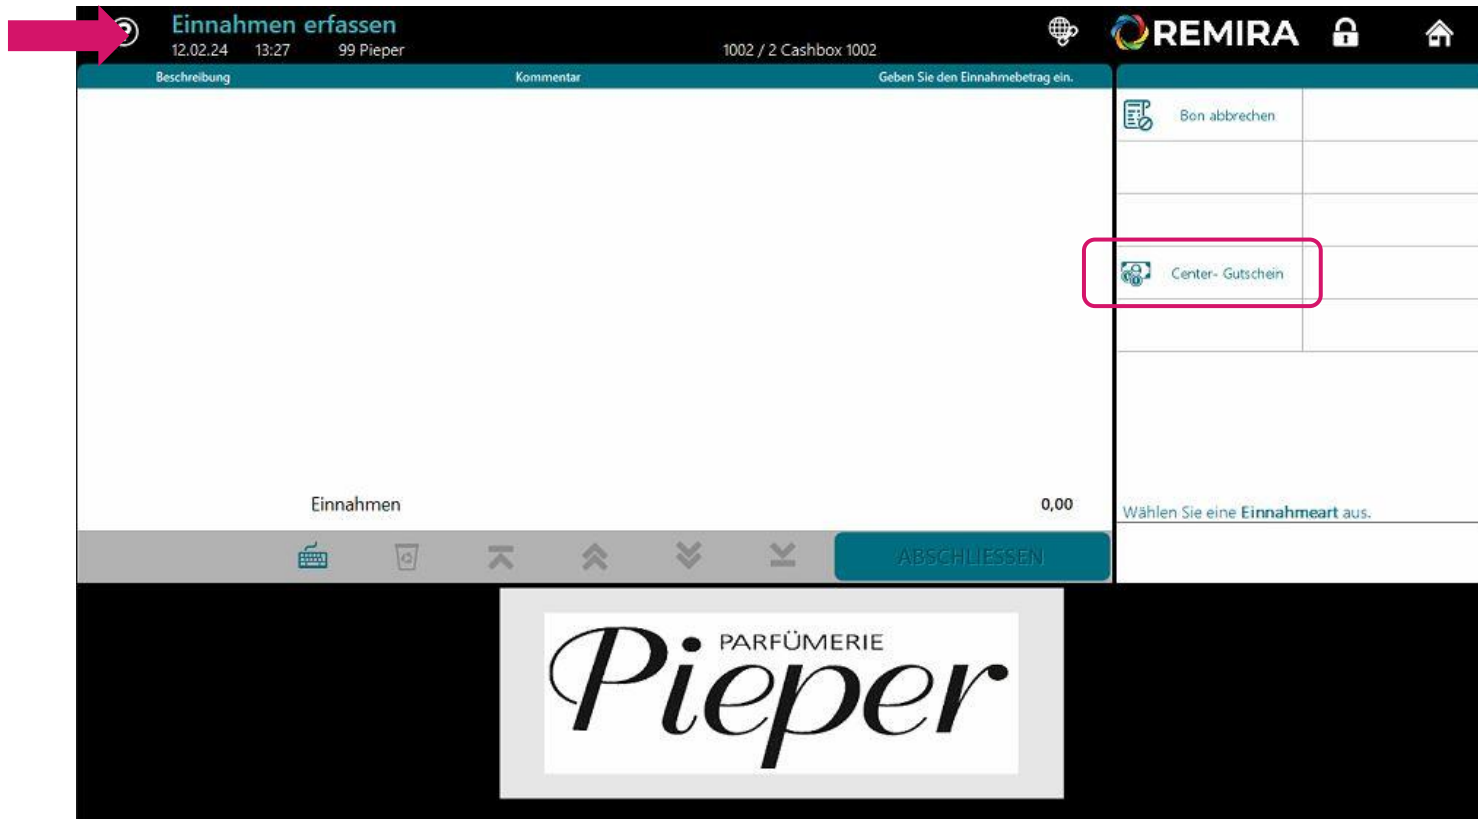 Einnahmen erfassen
12.02.24 13:27 99 Pieper 1002 / 2 Cashbox 1002
REMIRA
Beschreibung Kommentar Geben Sie den Einnahmebetrag ein.
Bon abbrechen
Center- Gutschein
Einnahmen 0,00
Wählen Sie eine Einnahmeart aus.
ABSCHLIESSEN
PARFÜMERIE
Pieper